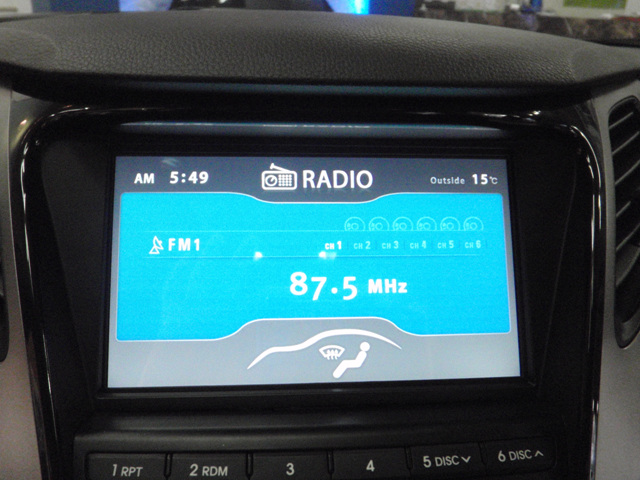 AM 5:49 RADIO Outside 15℃
FM1 CH 1 CH 2 CH 3 CH 4 CH 5 CH 6
87.5 MHz
1 RPT 2 RDM 3 4 5 DISC 6 DISC